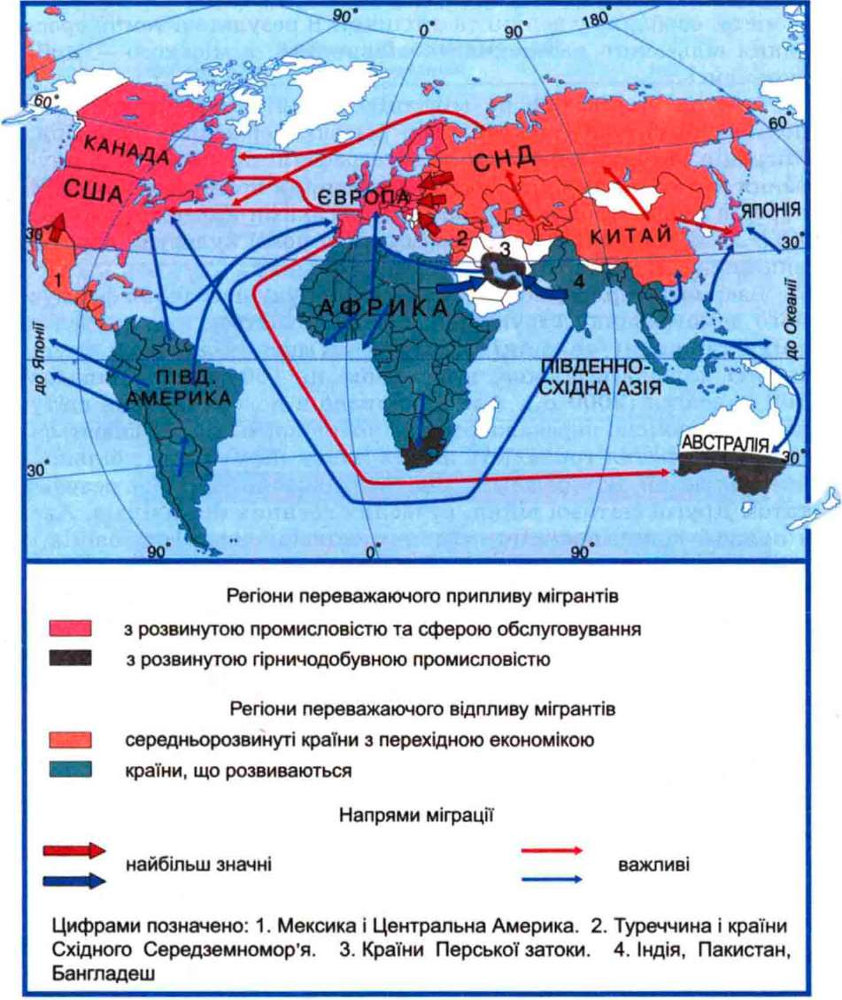 90°
0°
90°
180°
60°
60°
КАНАДА
СНД
США
ЄВРОПА
ЯПОНІЯ
30°
2
КИТАЙ
30°
3
1
4
АФРИКА
до Японії
до Океанії
ПІВД.
АМЕРИКА
ПІВДЕННО-
СХІДНА АЗІЯ
АВСТРАЛІЯ
30°
30°
90°
0°
90°
Регіони переважаючого припливу мігрантів
з розвинутою промисловістю та сферою обслуговування
з розвинутою гірничодобувною промисловістю
Регіони переважаючого відпливу мігрантів
середньорозвинуті країни з перехідною економікою
країни, що розвиваються
Напрями міграції
найбільш значні
важливі
Цифрами позначено: 1. Мексика і Центральна Америка. 2. Туреччина і країни
Східного Середземномор’я. 3. Країни Перської затоки. 4. Індія, Пакистан,
Бангладеш